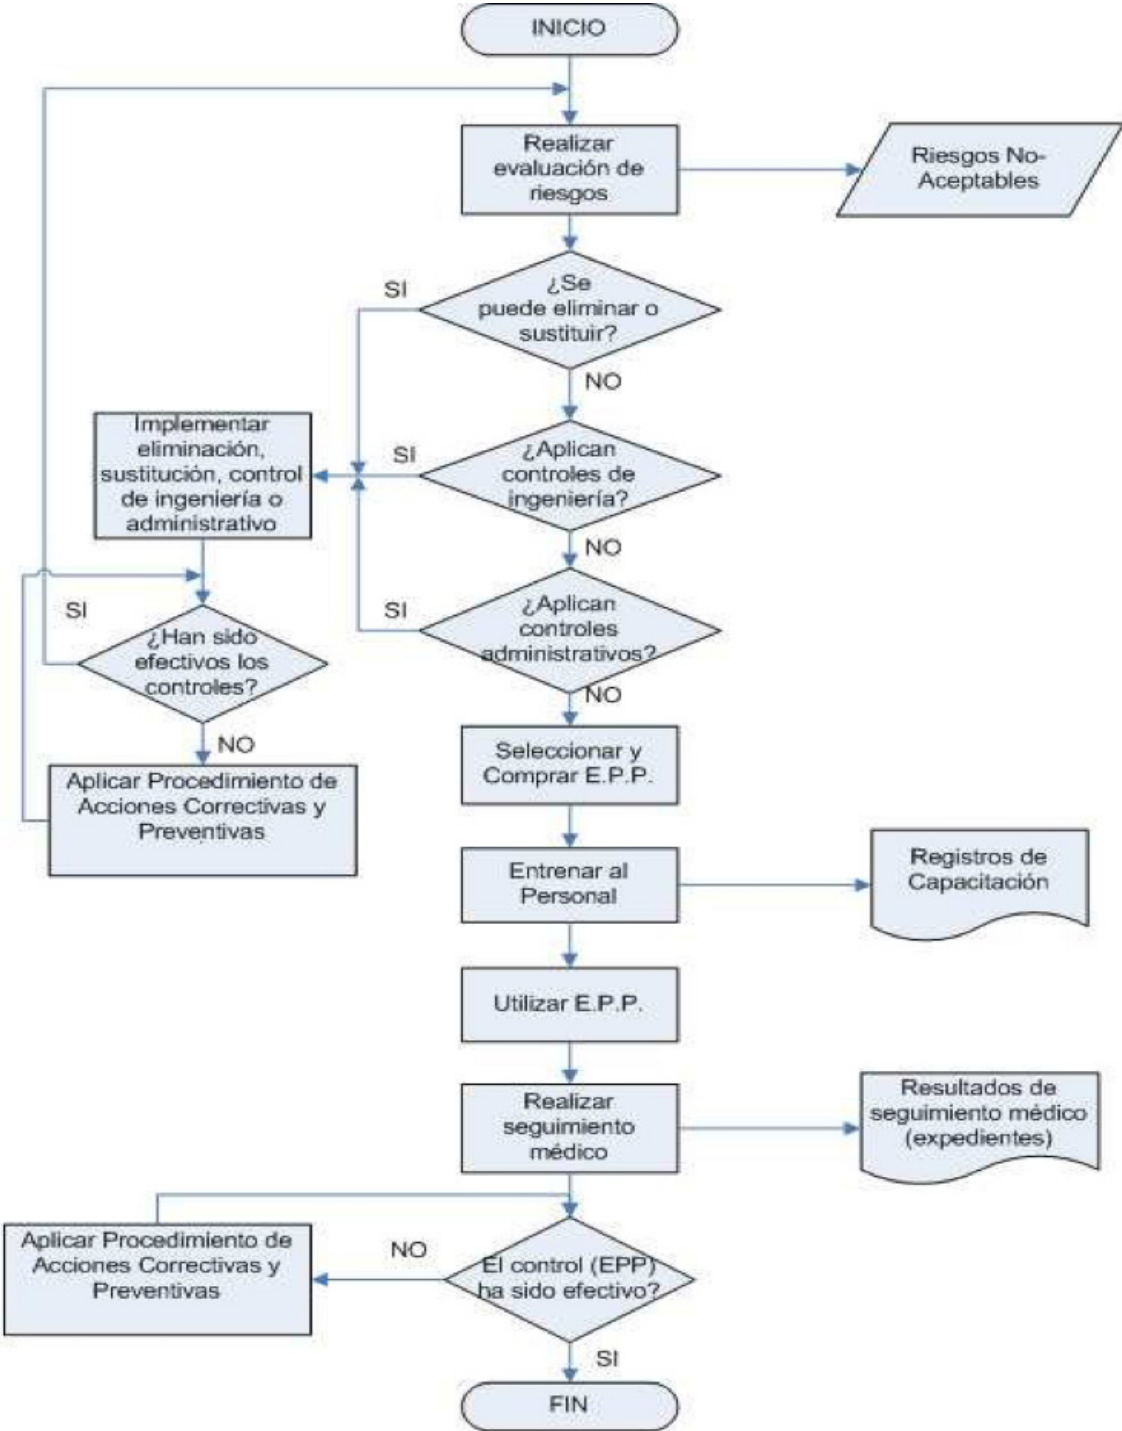 INICIO
Realizar
evaluación de
riesgos
Riesgos No-
Aceptables
¿Se
puede eliminar o
sustituir?
SI
NO
Implementar
eliminación,
sustitución, control
de ingeniería o
administrativo
SI
¿Aplican
controles de
ingeniería?
NO
SI
¿Aplican
controles
administrativos?
NO
SI
¿Han sido
efectivos los
controles?
NO
Aplicar Procedimiento de
Acciones Correctivas y
Preventivas
Seleccionar y
Comprar E.P.P.
Entrenar al
Personal
Registros de
Capacitación
Utilizar E.P.P.
Realizar
seguimiento
médico
Resultados de
seguimiento médico
(expedientes)
Aplicar Procedimiento de
Acciones Correctivas y
Preventivas
NO
El control (EPP)
ha sido efectivo?
SI
FIN